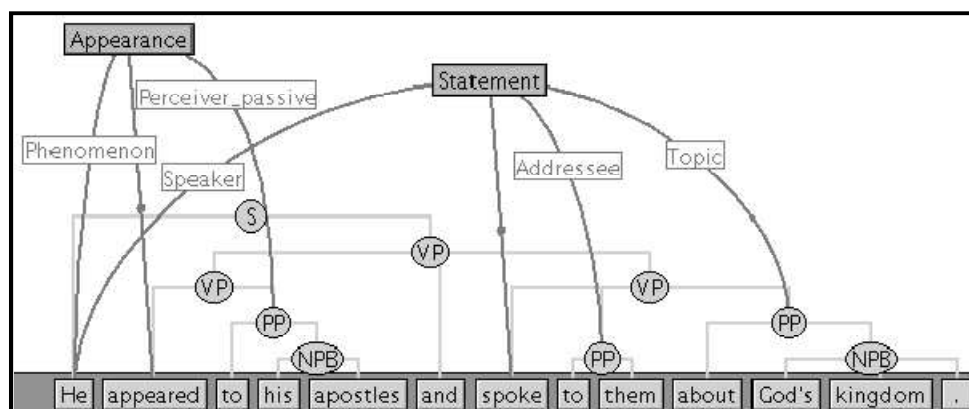 Appearance
Statement
Perceiver_passive
Phenomenon
Speaker
Addressee
Topic
S
VP
VP
VP
PP
PP
NPB
PP
NPB
He appeared to his apostles and spoke to them about God's kingdom .